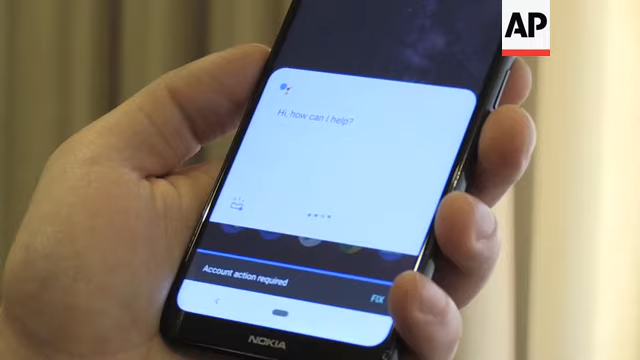 AP
Hi, how can I help?
Account action required
FIX
NOKIA